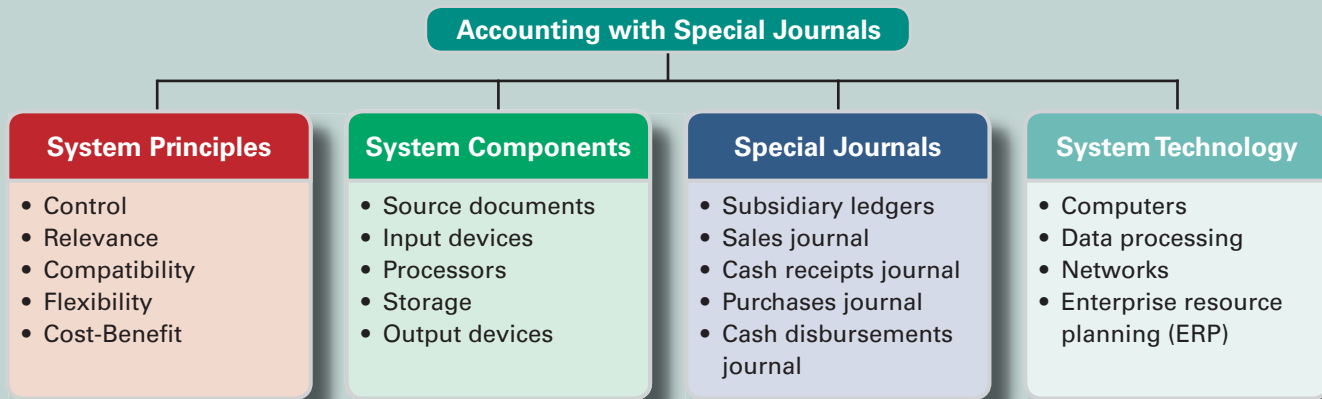 Accounting with Special Journals
System Principles
• Control
• Relevance
• Compatibility
• Flexibility
• Cost-Benefit
System Components
• Source documents
• Input devices
• Processors
• Storage
• Output devices
Special Journals
• Subsidiary ledgers
• Sales journal
• Cash receipts journal
• Purchases journal
• Cash disbursements
journal
System Technology
• Computers
• Data processing
• Networks
• Enterprise resource
planning (ERP)